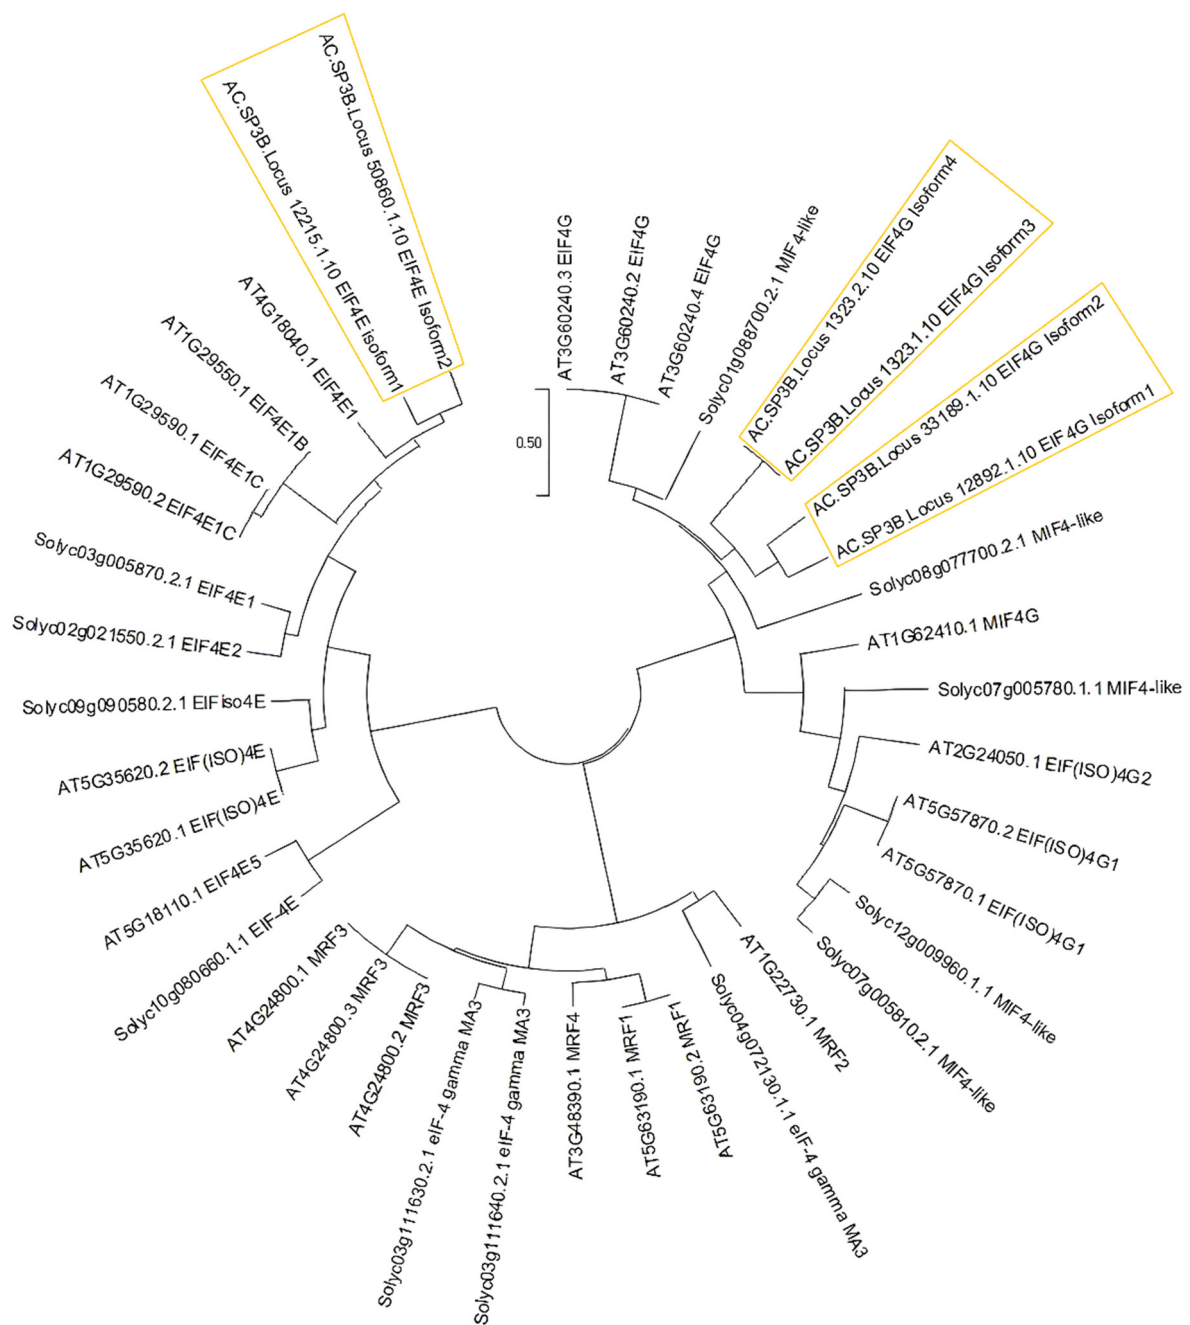 AC.SP3B.Locus 50860.1.10 EIF4E Isoform2
AC.SP3B.Locus 12215.1.10 EIF4E isoform1
AT4G18040.1 EIF4E1
AT1G29550.1 EIF4E1B
AT1G29590.1 EIF4E1C
AT1G29590.2 EIF4E1C
Solyc03g005870.2.1 EIF4E1
Solyc02g021550.2.1 EIF4E2
Solyc09g090580.2.1 EIFiso4E
AT5G35620.2 EIF(ISO)4E
AT5G35620.1 EIF(ISO)4E
AT5G18110.1 EIF4E5
Solyc10g080660.1.1 EIF-4E
AT4G24800.1 MRF3
AT4G24800.3 MRF3
AT4G24800.2 MRF3
Solyc03g111630.2.1 eIF-4 gamma MA3
Solyc03g111640.2.1 eIF-4 gamma MA3
AT3G48390.1 MRF4
AT5G63190.1 MRF1
AT5G63190.2 MRF1
Solyc04g072130.1.1 eIF-4 gamma MA3
AT1G22730.1 MRF2
Solyc07g005810.2.1 MIF4-like
Solyc12g009960.1.1 MIF4-like
AT5G57870.1 EIF(ISO)4G1
AT5G57870.2 EIF(ISO)4G1
AT2G24050.1 EIF(ISO)4G2
Solyc07g005780.1.1 MIF4-like
AT1G62410.1 MIF4G
Solyc08g077700.2.1 MIF4-like
AC.SP3B.Locus 12892.1.10 EIF4G Isoform1
AC.SP3B.Locus 33189.1.10 EIF4G Isoform2
AC.SP3B.Locus 1323.1.10 EIF4G Isoform3
AC.SP3B.Locus 1323.2.10 EIF4G Isoform4
Solyc01g088700.2.1 MIF4-like
AT3G60240.4 EIF4G
AT3G60240.2 EIF4G
AT3G60240.3 EIF4G
0.50